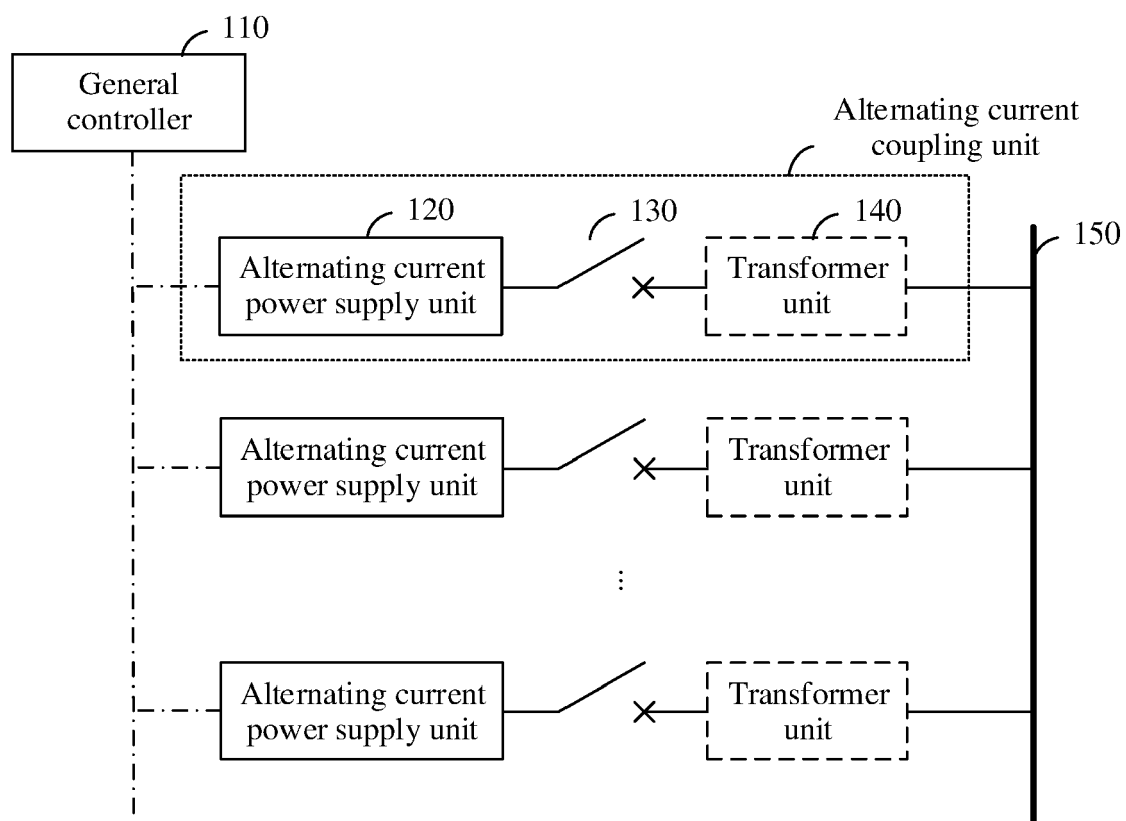 110
General
controller
Alternating current
coupling unit
120
130
140
150
Alternating current
power supply unit
Transformer
unit
Alternating current
power supply unit
Transformer
unit
...
Alternating current
power supply unit
Transformer
unit